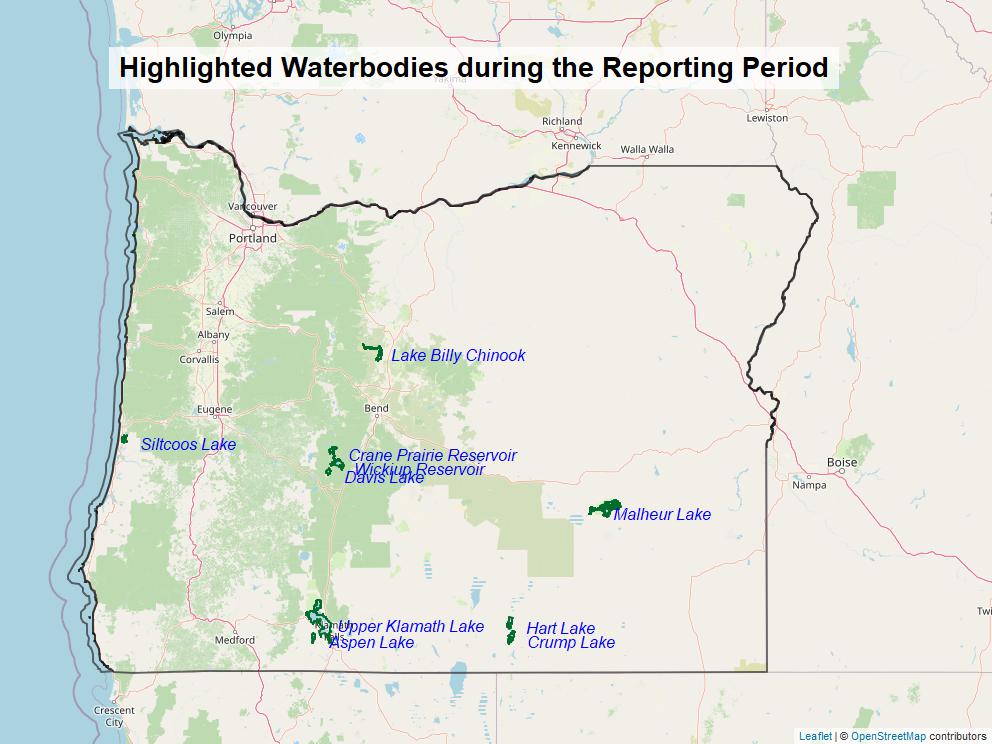 Olympia
Highlighted Waterbodies during the Reporting Period
Yakima
Lewiston
Richland
Kennewick
Walla Walla
Vancouver
Portland
Salem
Albany
Corvallis
Lake Billy Chinook
Eugene
Bend
Siltcoos Lake
Crane Prairie Reservoir
Wickiup Reservoir
Davis Lake
Boise
Nampa
Malheur Lake
Upper Klamath Lake
Aspen Lake
Medford
Hart Lake
Crump Lake
Twi
Crescent
City
Leaflet | © OpenStreetMap contributors